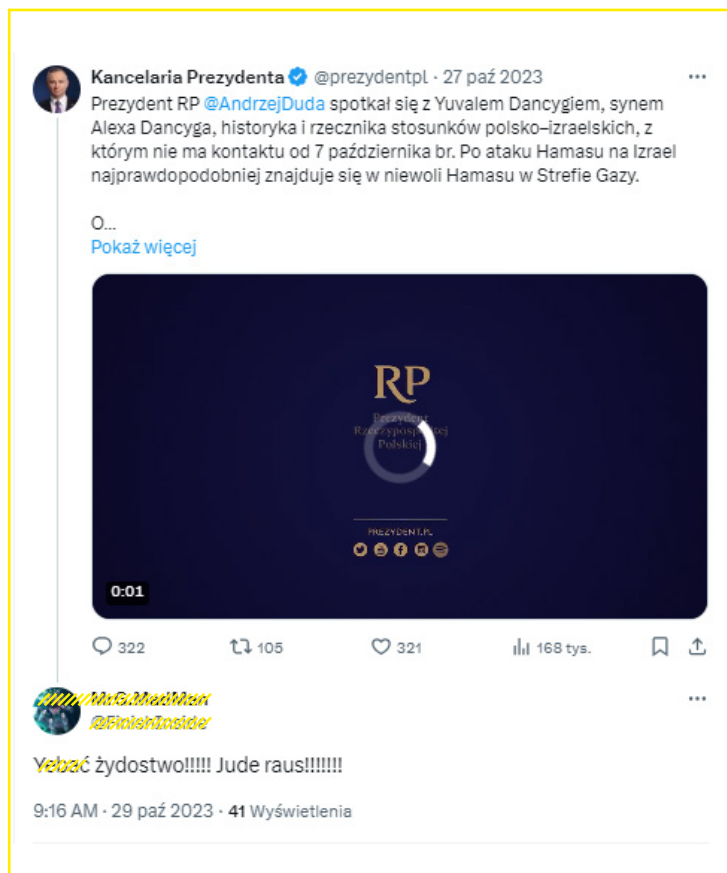 Kancelaria Prezydenta @prezydentpl · 27 paź 2023
Prezydent RP @AndrzejDuda spotkał się z Yuvalem Dancygiem, synem
Alexa Dancyga, historyka i rzecznika stosunków polsko–izraelskich, z
którym nie ma kontaktu od 7 października br. Po ataku Hamasu na Izrael
najprawdopodobniej znajduje się w niewoli Hamasu w Strefie Gazy.
O...
Pokaż więcej
RP
Prezydent
Rzeczypospolitej
Polskiej
PREZYDENT.PL
0:01
322 105 321 168 tys.
Yebać żydostwo!!!!! Jude raus!!!!!!!
9:16 AM · 29 paź 2023 · 41 Wyświetlenia